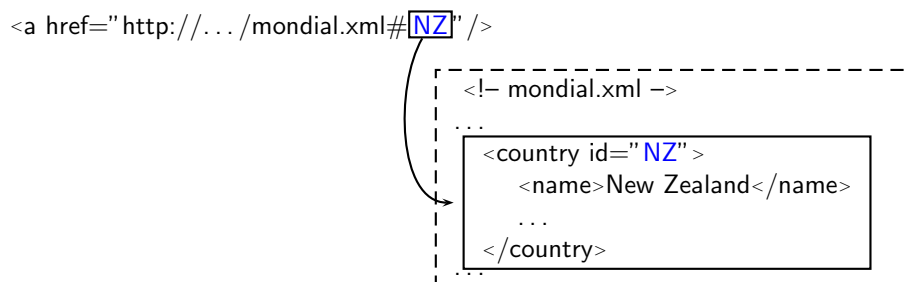 <a href="http://.../mondial.xml#NZ"/>
<!– mondial.xml –>
...
<country id="NZ">
<name>New Zealand</name>
...
</country>
...